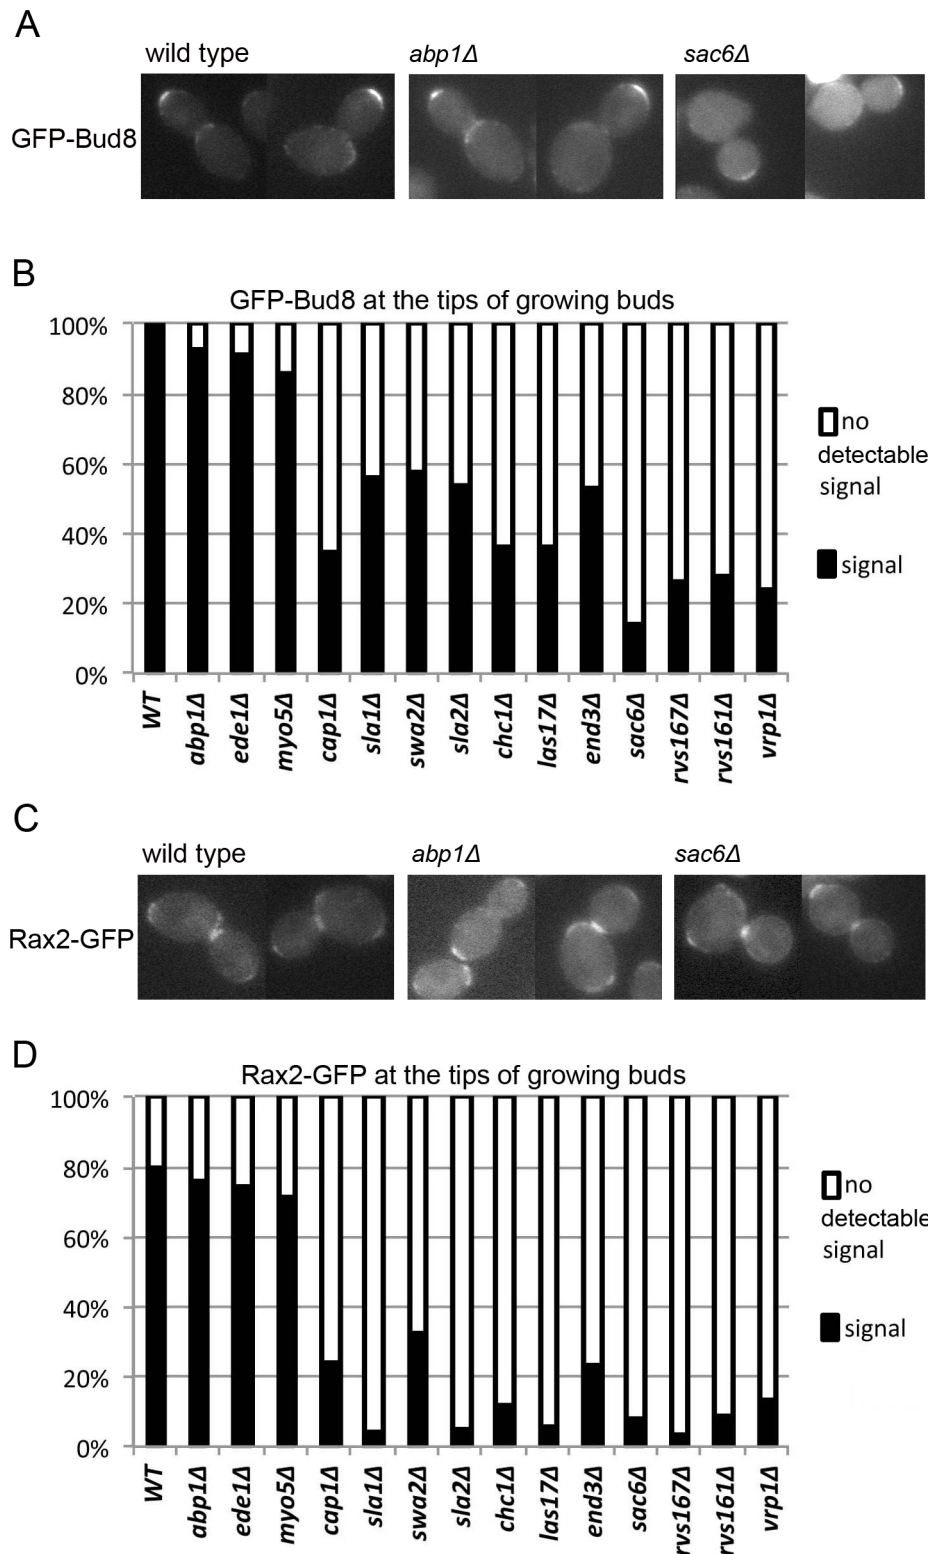 A
wild type
abp1Δ
sac6Δ
GFP-Bud8
B
GFP-Bud8 at the tips of growing buds
100%
80%
60%
40%
20%
0%
no
detectable
signal
signal
WT
abp1Δ
ede1Δ
myo5Δ
cap1Δ
sla1Δ
swa2Δ
sla2Δ
chc1Δ
las17Δ
end3Δ
sac6Δ
rvs167Δ
rvs161Δ
vrp1Δ
C
wild type
abp1Δ
sac6Δ
Rax2-GFP
D
Rax2-GFP at the tips of growing buds
100%
80%
60%
40%
20%
0%
no
detectable
signal
signal
WT
abp1Δ
ede1Δ
myo5Δ
cap1Δ
sla1Δ
swa2Δ
sla2Δ
chc1Δ
las17Δ
end3Δ
sac6Δ
rvs167Δ
rvs161Δ
vrp1Δ